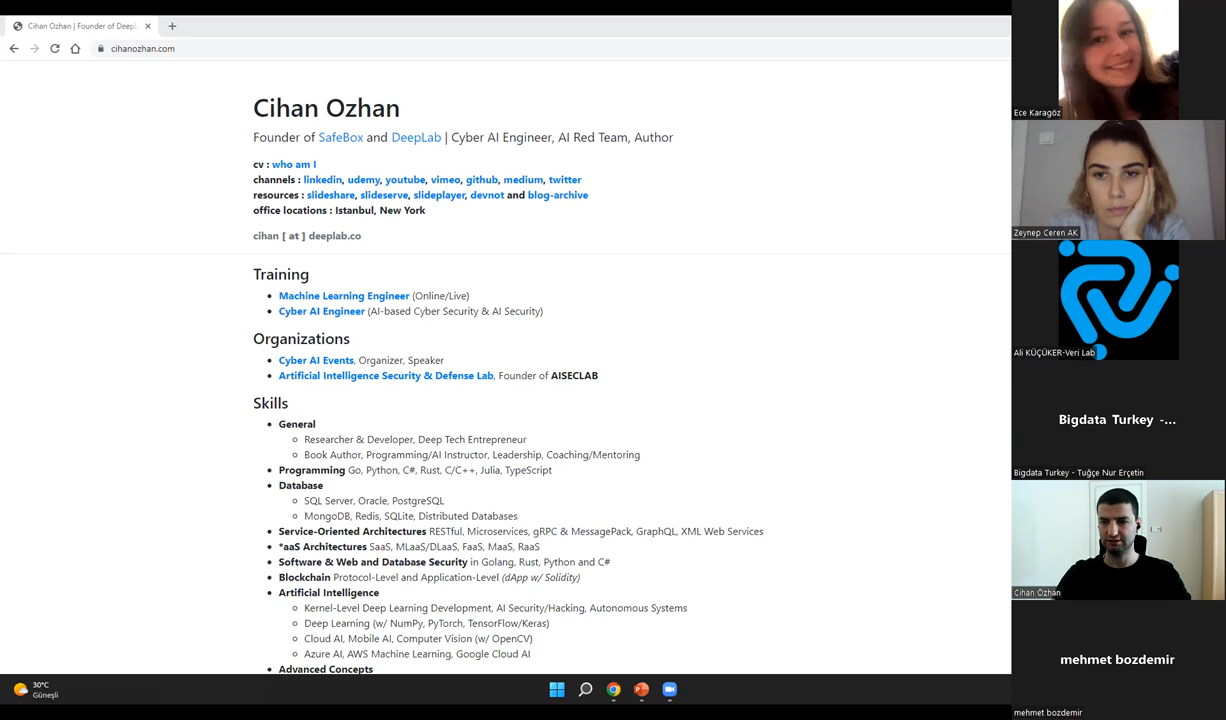 Cihan Ozhan | Founder of DeepL
cihanozhan.com
Cihan Ozhan
Founder of SafeBox and DeepLab | Cyber AI Engineer, AI Red Team, Author
cv : who am I
channels : linkedin, udemy, youtube, vimeo, github, medium, twitter
resources : slideshare, slideserve, slideplayer, devnot and blog-archive
office locations : Istanbul, New York
cihan [ at ] deeplab.co
Training
Machine Learning Engineer (Online/Live)
Cyber AI Engineer (AI-based Cyber Security & AI Security)
Organizations
Cyber AI Events, Organizer, Speaker
Artificial Intelligence Security & Defense Lab, Founder of AISECLAB
Skills
General
Researcher & Developer, Deep Tech Entrepreneur
Book Author, Programming/AI Instructor, Leadership, Coaching/Mentoring
Programming Go, Python, C#, Rust, C/C++, Julia, TypeScript
Database
SQL Server, Oracle, PostgreSQL
MongoDB, Redis, SQLite, Distributed Databases
Service-Oriented Architectures RESTful, Microservices, gRPC & MessagePack, GraphQL, XML Web Services
*aaS Architectures SaaS, MLaaS/DLaaS, FaaS, MaaS, RaaS
Software & Web and Database Security in Golang, Rust, Python and C#
Blockchain Protocol-Level and Application-Level (dApp w/ Solidity)
Artificial Intelligence
Kernel-Level Deep Learning Development, AI Security/Hacking, Autonomous Systems
Deep Learning (w/ NumPy, PyTorch, TensorFlow/Keras)
Cloud AI, Mobile AI, Computer Vision (w/ OpenCV)
Azure AI, AWS Machine Learning, Google Cloud AI
Advanced Concepts
30°C
Güneşli
Ece Karagöz
Zeynep Ceren AK
Ali KÜÇÜKER-Veri Lab
Bigdata Turkey -...
Bigdata Turkey - Tuğçe Nur Erçetin
Cihan Özhan
mehmet bozdemir
mehmet bozdemir